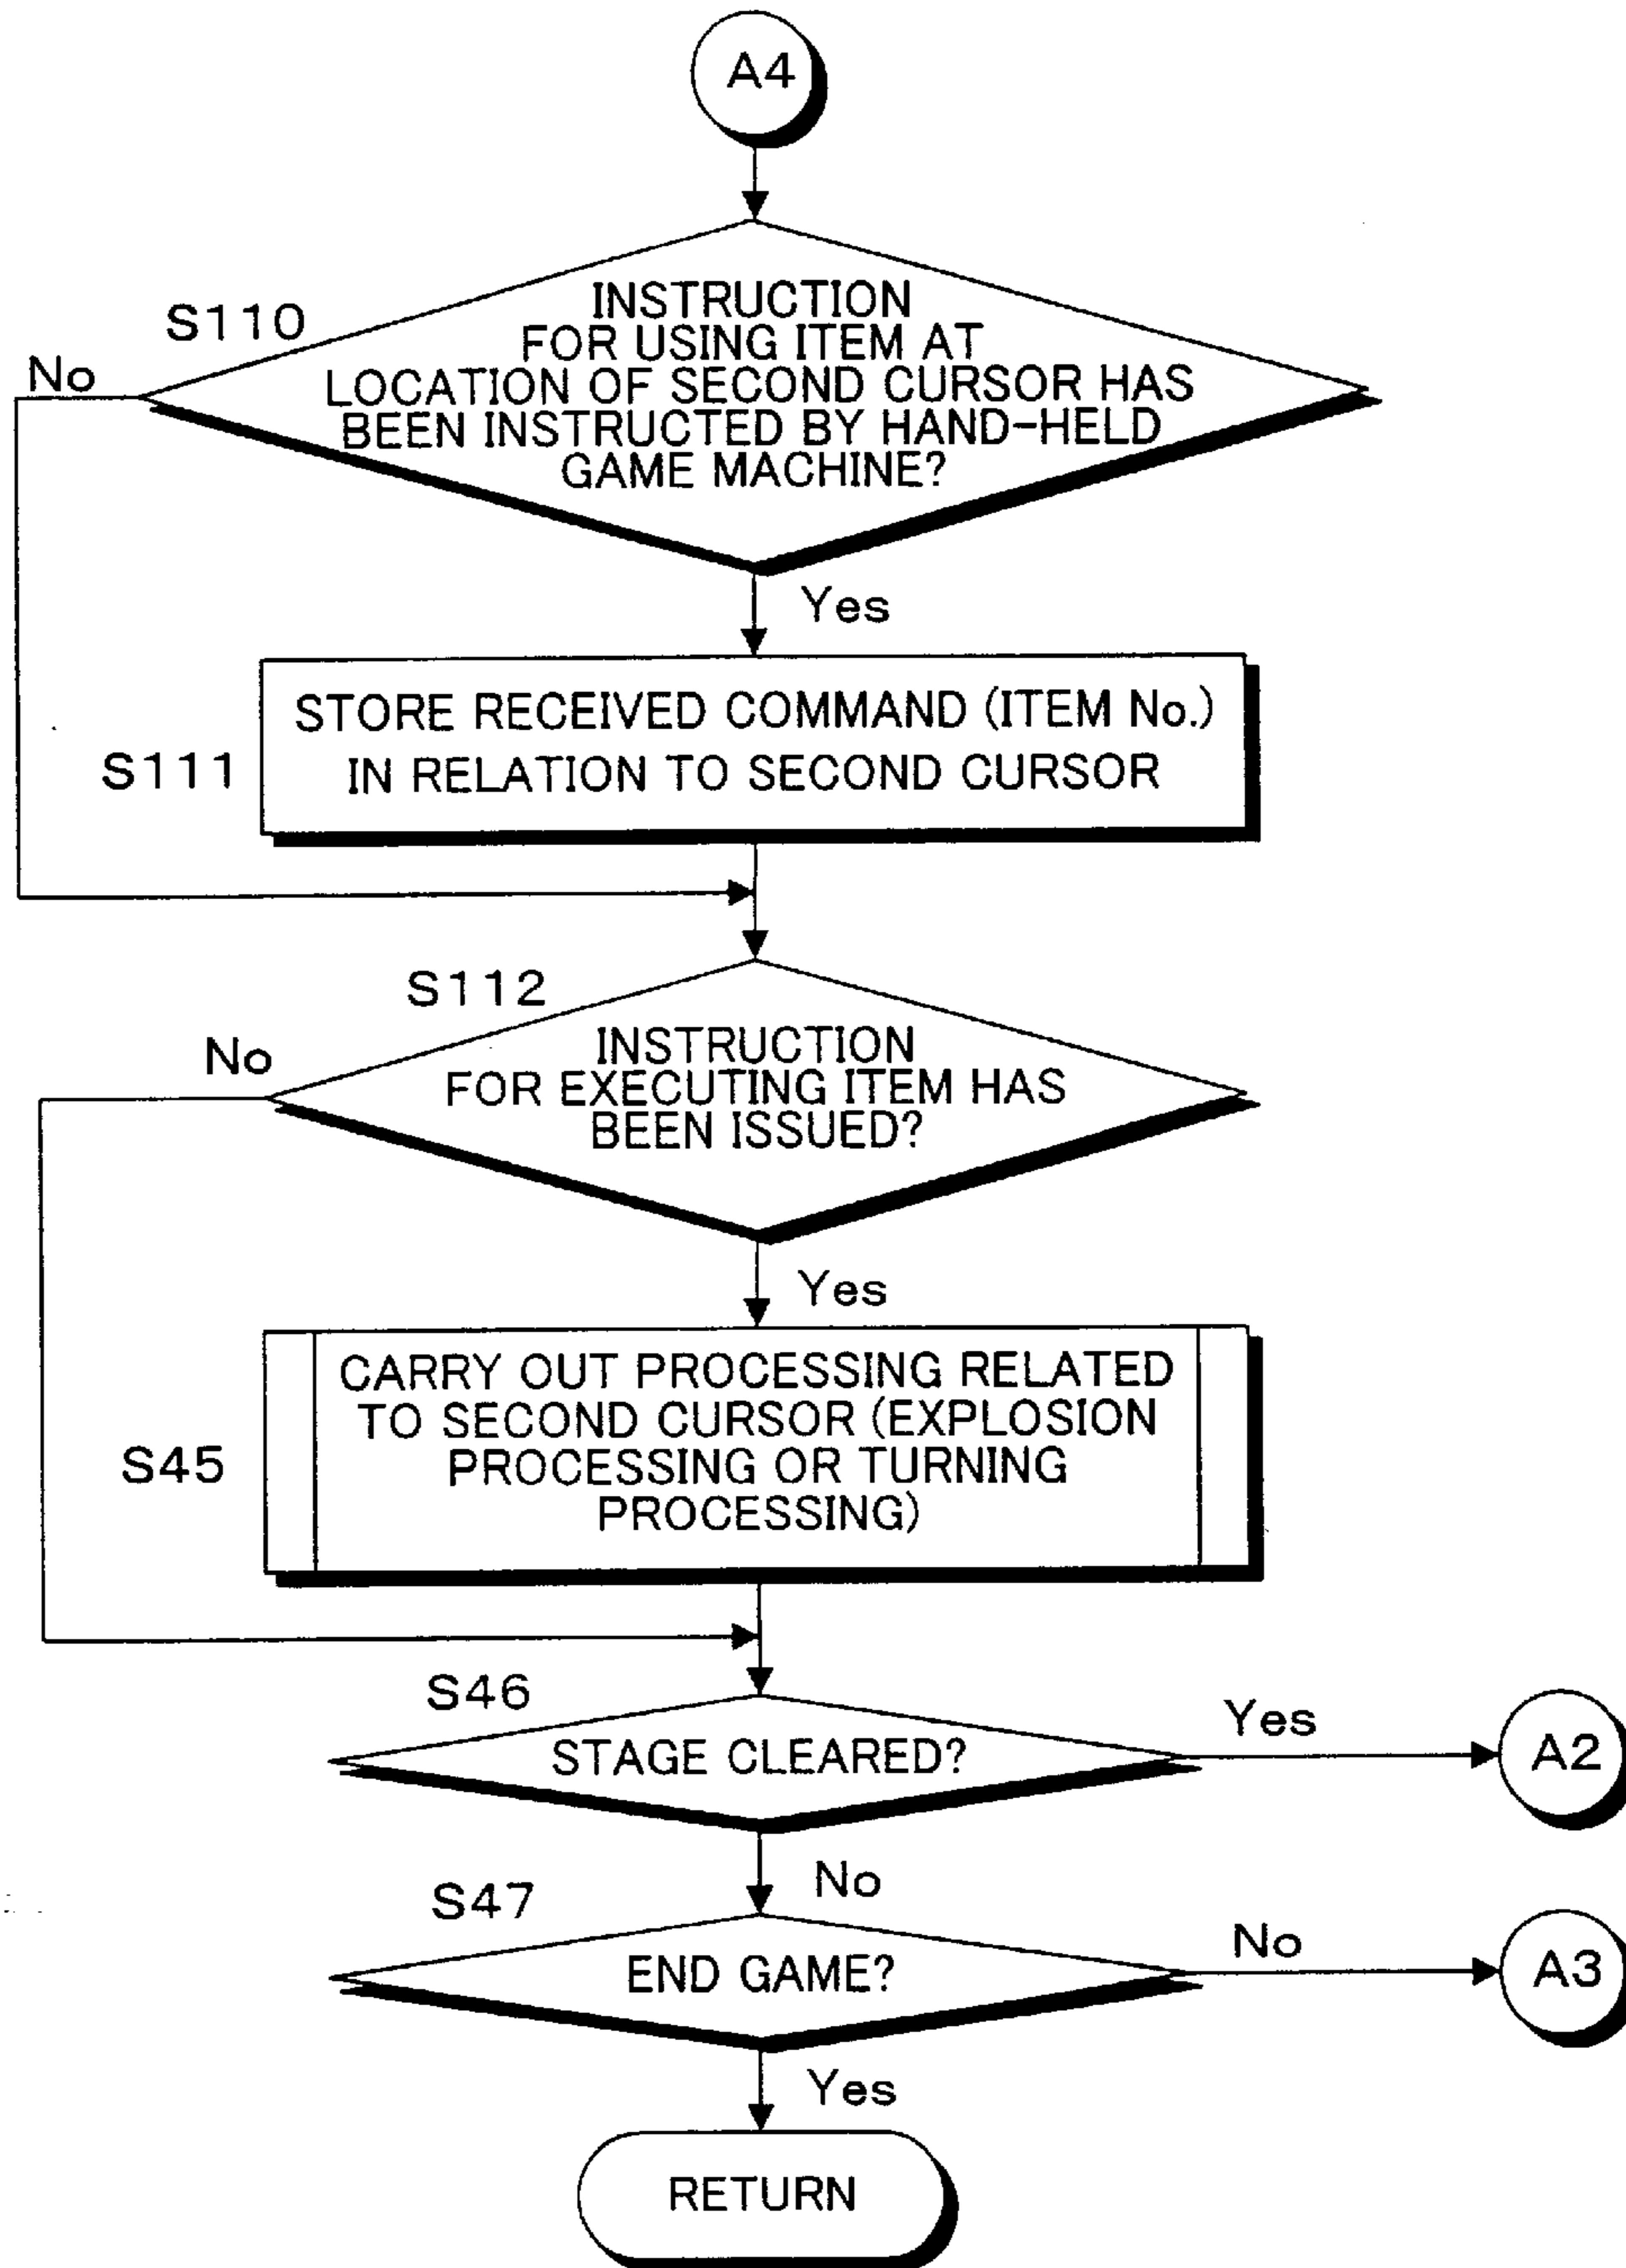 A4
S110
INSTRUCTION
FOR USING ITEM AT
LOCATION OF SECOND CURSOR HAS
BEEN INSTRUCTED BY HAND-HELD
GAME MACHINE?
No
Yes
S111
STORE RECEIVED COMMAND (ITEM No.)
IN RELATION TO SECOND CURSOR
S112
INSTRUCTION
FOR EXECUTING ITEM HAS
BEEN ISSUED?
No
Yes
S45
CARRY OUT PROCESSING RELATED
TO SECOND CURSOR (EXPLOSION
PROCESSING OR TURNING
PROCESSING)
S46
STAGE CLEARED?
Yes
A2
No
S47
END GAME?
No
A3
Yes
RETURN